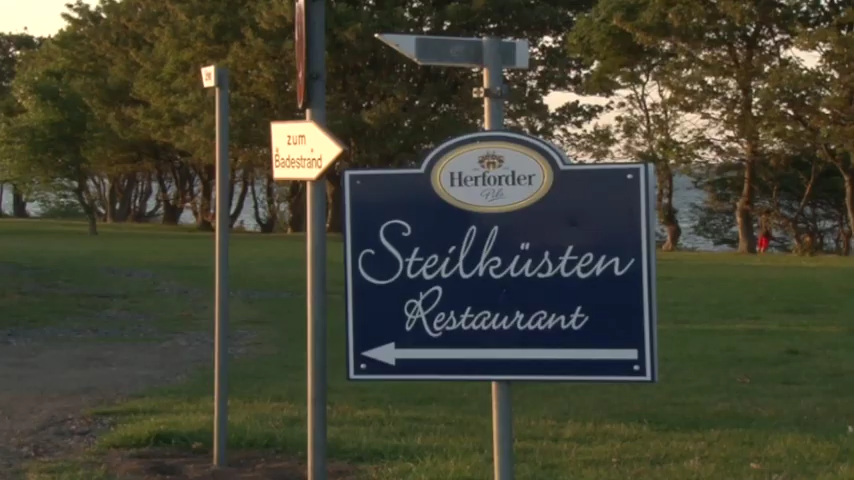 zum
Badestrand
Herforder
Pils
Steilküsten
Restaurant